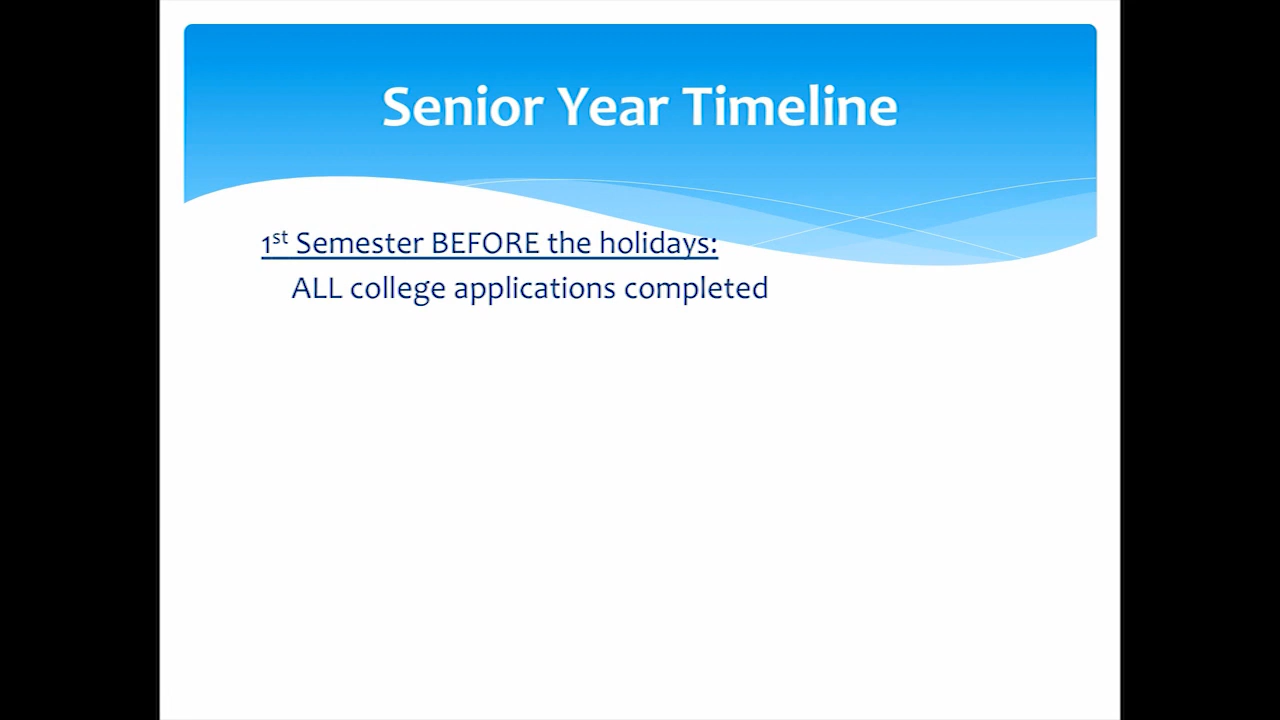 Senior Year Timeline
1st Semester BEFORE the holidays:
ALL college applications completed